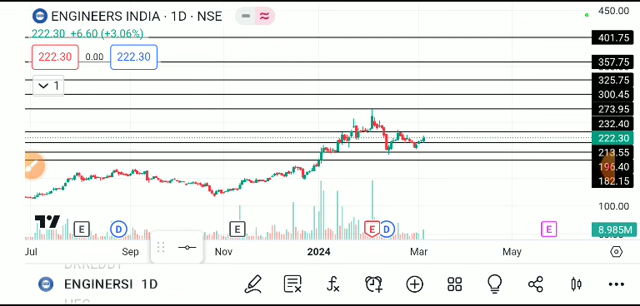 ENGINEERS INDIA · 1D · NSE
222.30 +6.60 (+3.06%)
222.30 0.00 222.30
1
450.00
401.75
357.75
325.75
300.45
273.95
232.40
222.30
213.55
196.40
182.15
100.00
8.985M
E D E E D E
Jul Sep Nov 2024 Mar May
ENGINERSI 1D